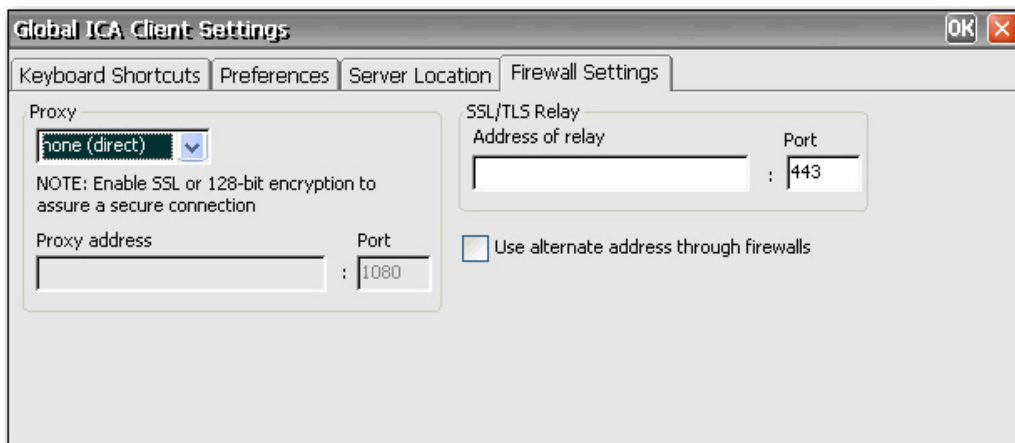 Global ICA Client Settings
OK
Keyboard Shortcuts
Preferences
Server Location
Firewall Settings
Proxy
none (direct)
NOTE: Enable SSL or 128-bit encryption to
assure a secure connection
Proxy address
Port
: 1080
SSL/TLS Relay
Address of relay
Port
: 443
Use alternate address through firewalls